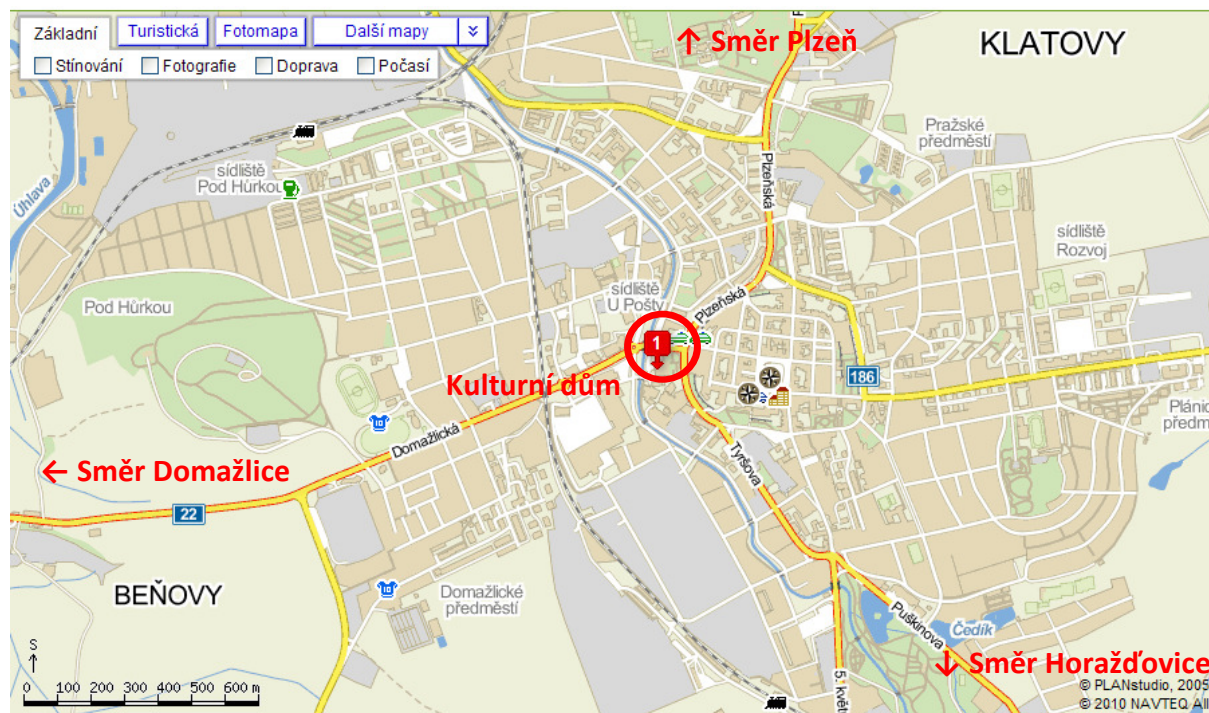 Základní
Turistická
Fotomapa
Další mapy
Stínování
Fotografie
Doprava
Počasí
↑ Směr Plzeň
KLATOVY
Pražské
předměstí
Plzeňská
sídliště
Pod Hůrkou
Úhlava
sídliště
Rozvoj
Pod Hůrkou
sídliště
U Pošty
Plzeňská
1
Kulturní dům
186
Domažlická
← Směr Domažlice
Tyršova
22
BEŇOVY
Domažlické
předměstí
Puškinova
Čedík
↓ Směr Horažďovice
5. květ
S
0 100 200 300 400 500 600 m
© PLANstudio, 2005
© 2010 NAVTEQ All